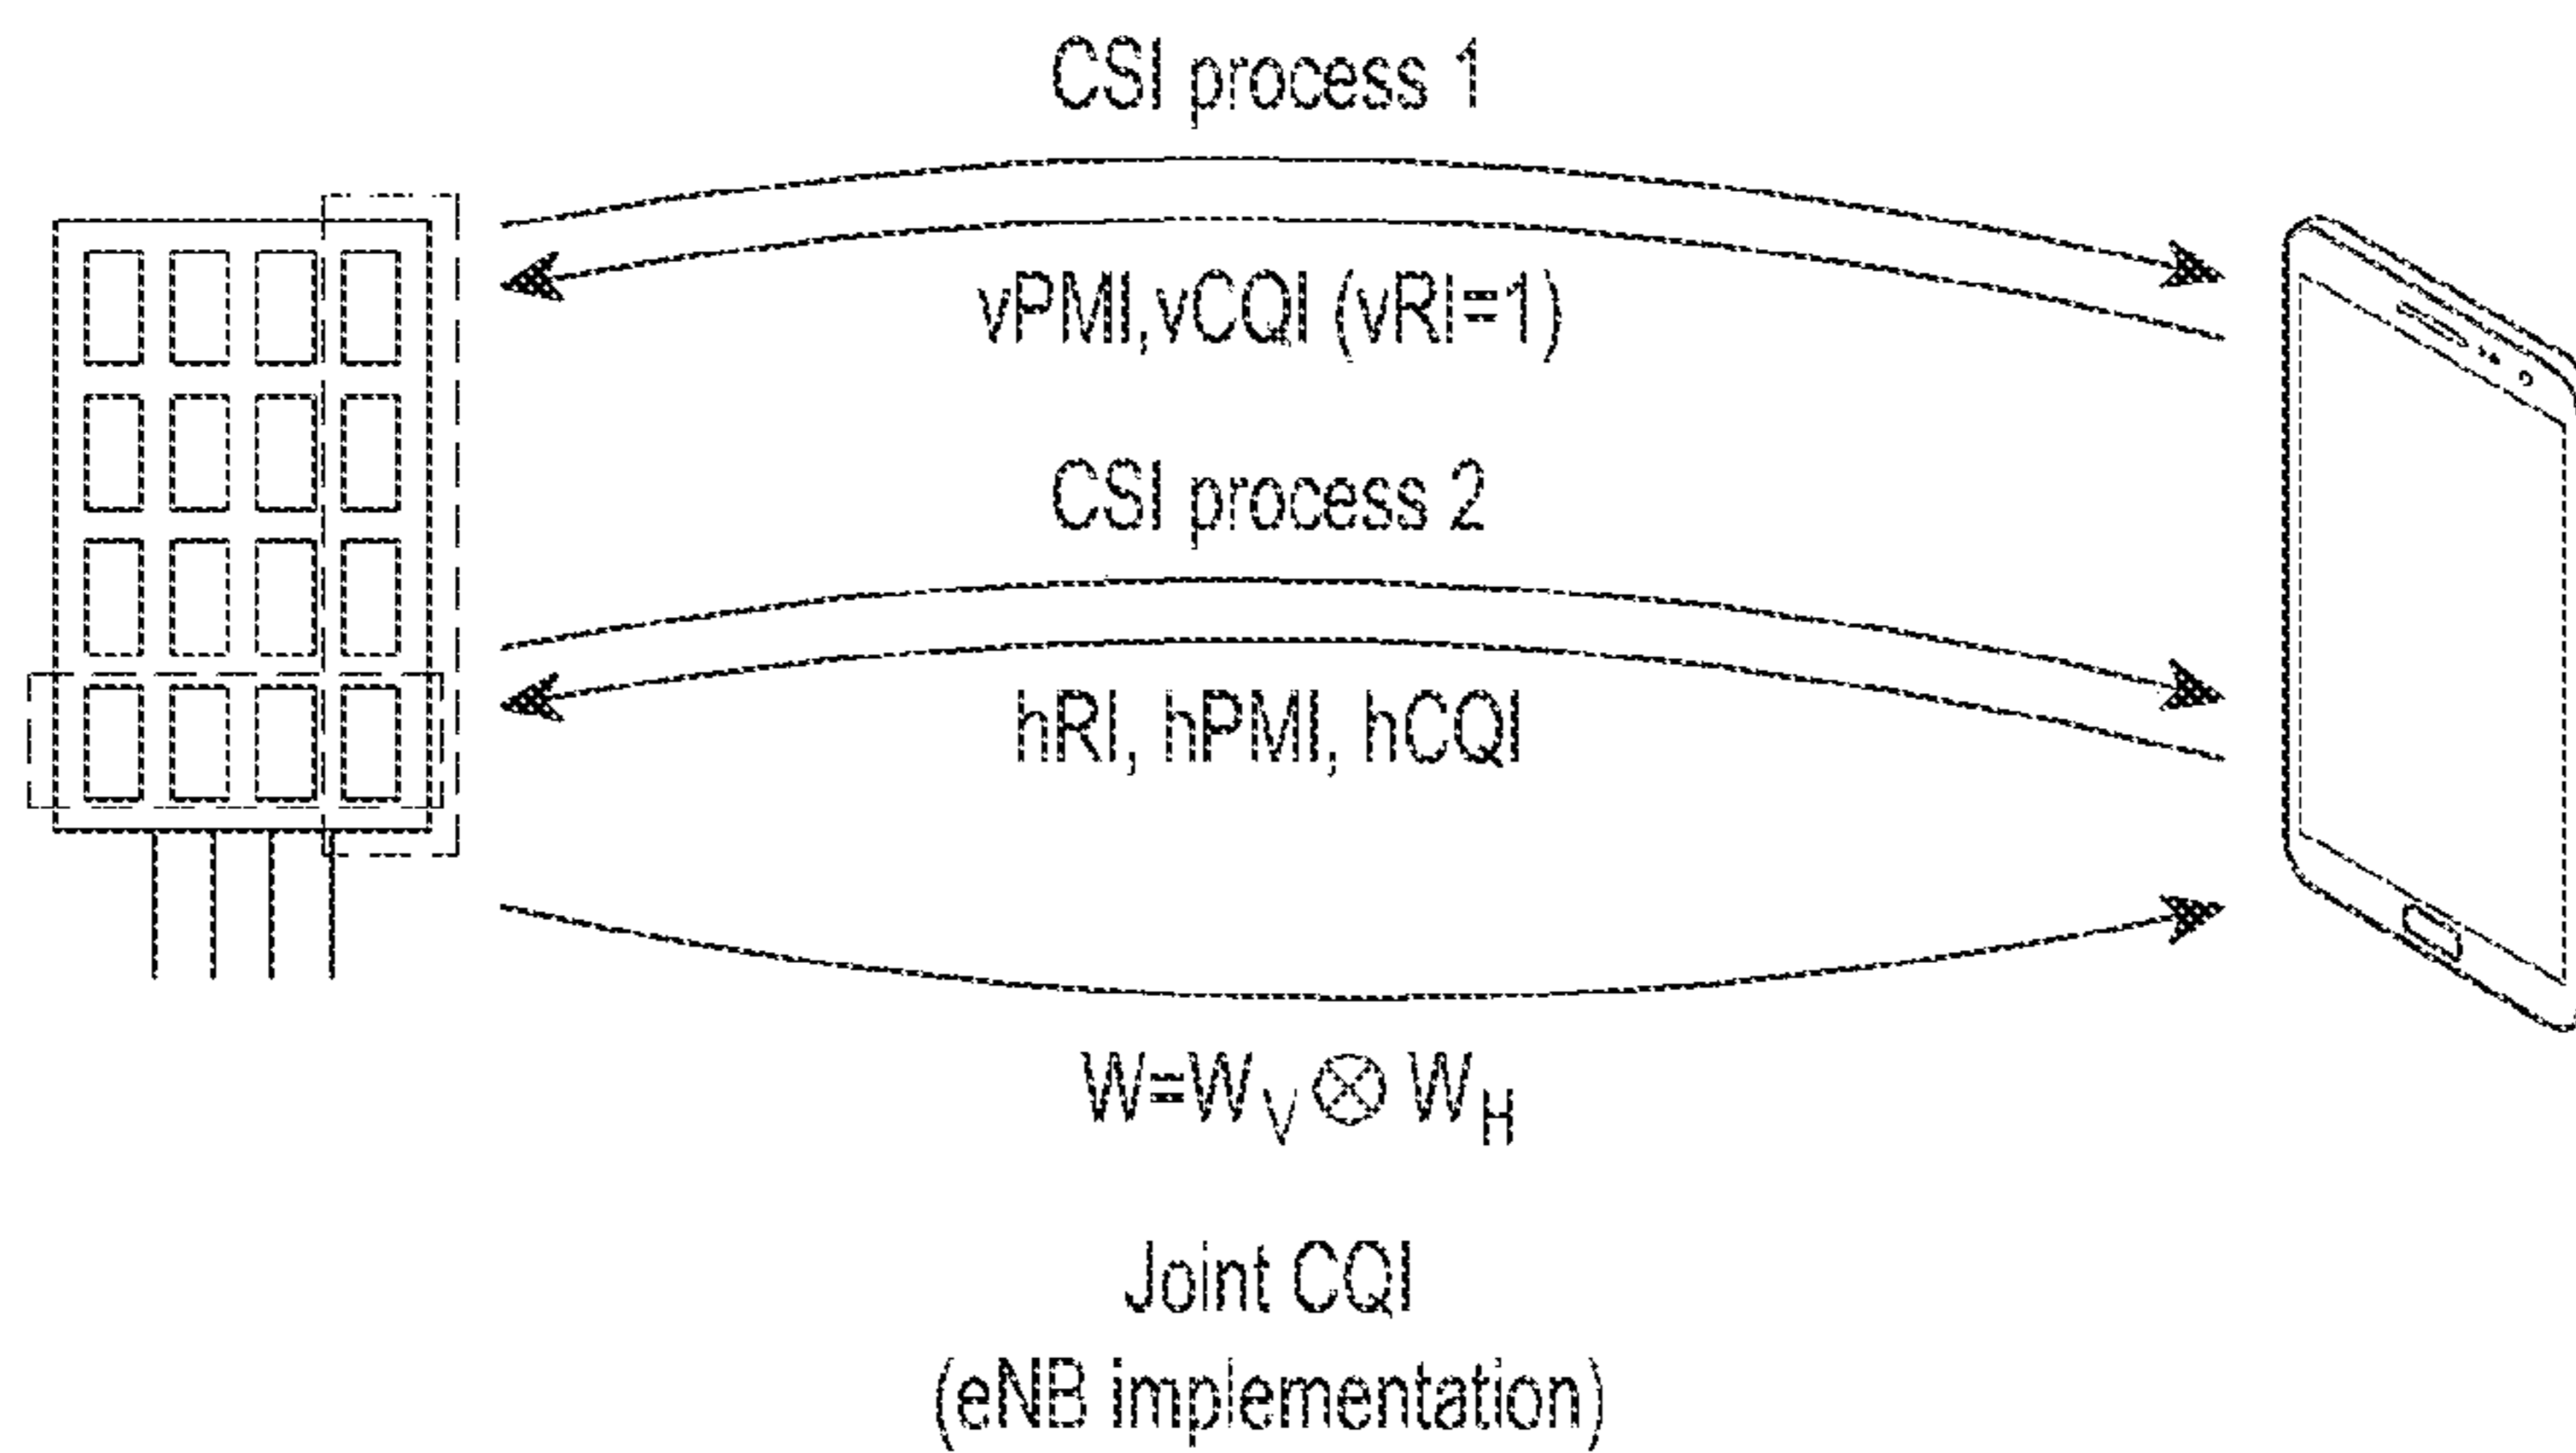 CSI process 1
vPMI,vCQI (vRI=1)
CSI process 2
hRI, hPMI, hCQI
W=W_V ⊗ W_H
Joint CQI
(eNB implementation)